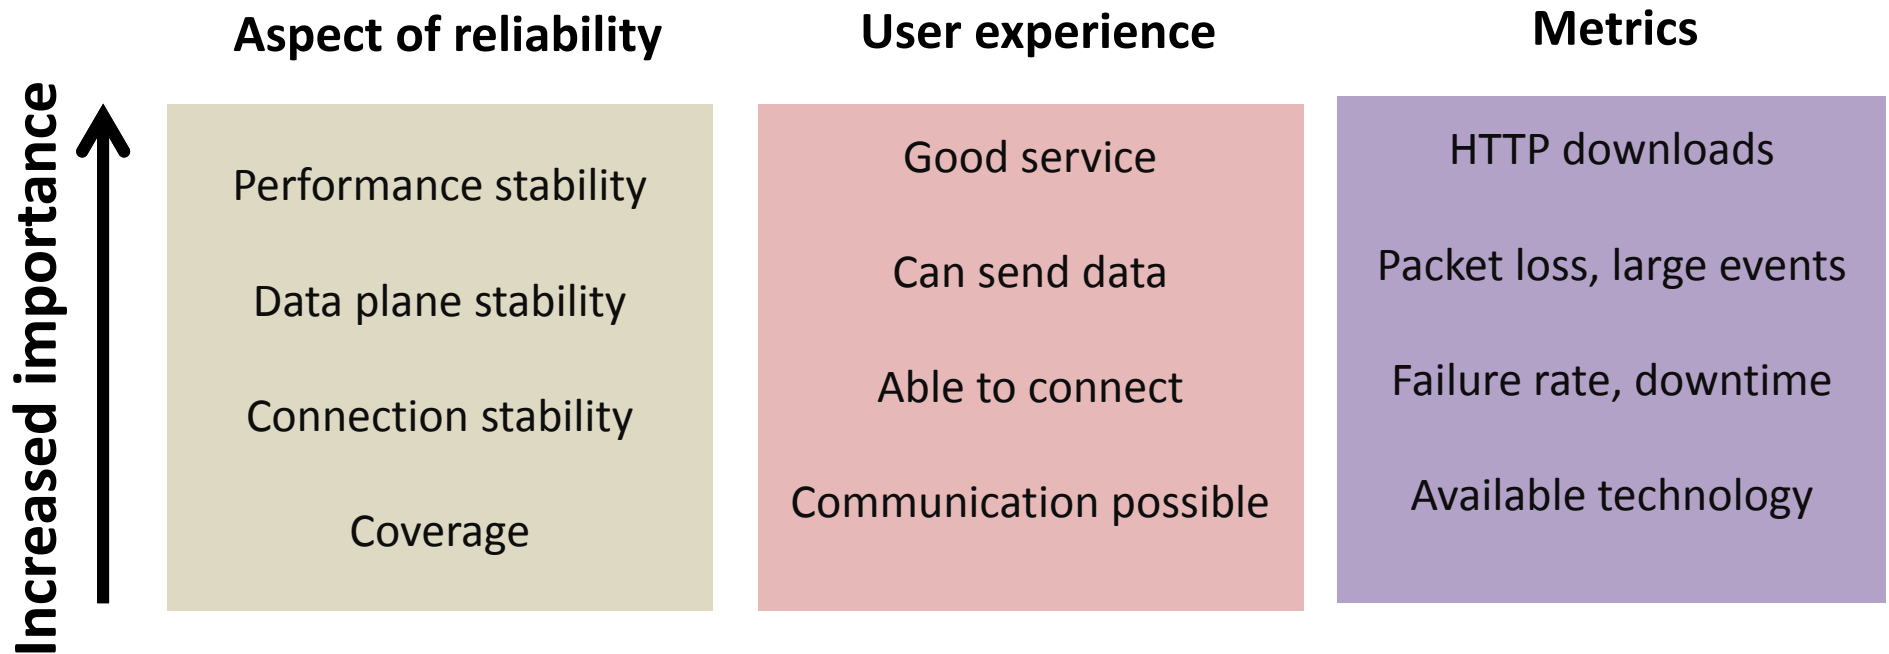 Aspect of reliability
User experience
Metrics
Increased importance
Performance stability
Data plane stability
Connection stability
Coverage
Good service
Can send data
Able to connect
Communication possible
HTTP downloads
Packet loss, large events
Failure rate, downtime
Available technology